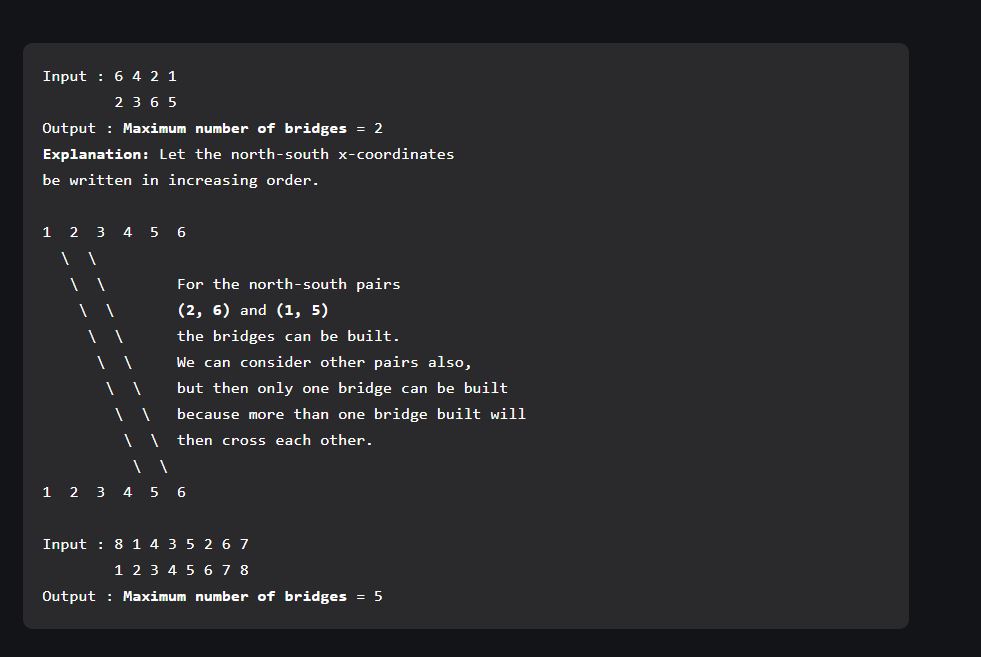 Input : 6 4 2 1
        2 3 6 5
Output : Maximum number of bridges = 2
Explanation: Let the north-south x-coordinates
be written in increasing order.

1  2  3  4  5  6
  \  \
   \  \        For the north-south pairs
    \  \       (2, 6) and (1, 5)
     \  \      the bridges can be built.
      \  \     We can consider other pairs also,
       \  \    but then only one bridge can be built
        \  \   because more than one bridge built will
         \  \  then cross each other.
          \  \
1  2  3  4  5  6

Input : 8 1 4 3 5 2 6 7
        1 2 3 4 5 6 7 8
Output : Maximum number of bridges = 5